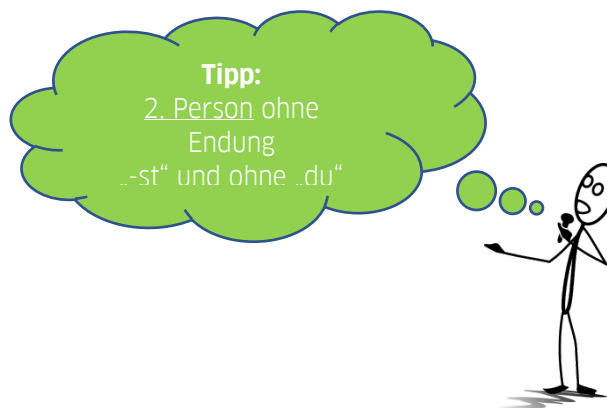 Tipp:
2. Person ohne
Endung
„-st“ und ohne „du“